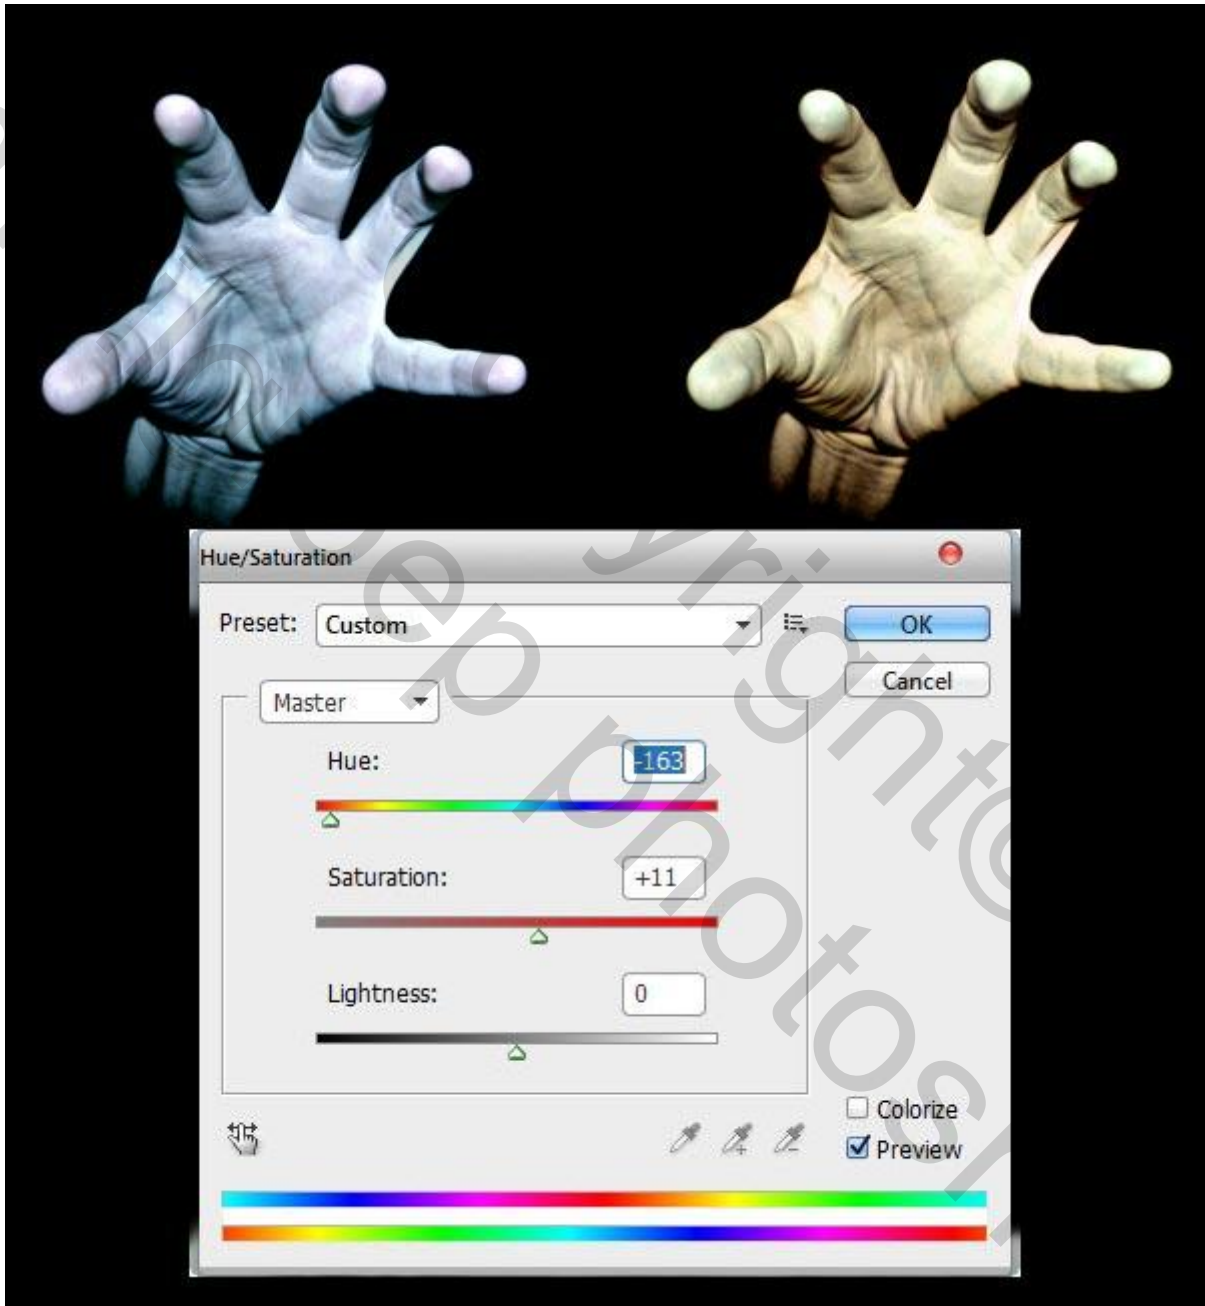 Hue/Saturation
Preset: Custom
OK
Cancel
Master
Hue: -163
Saturation: +11
Lightness: 0
Colorize
Preview